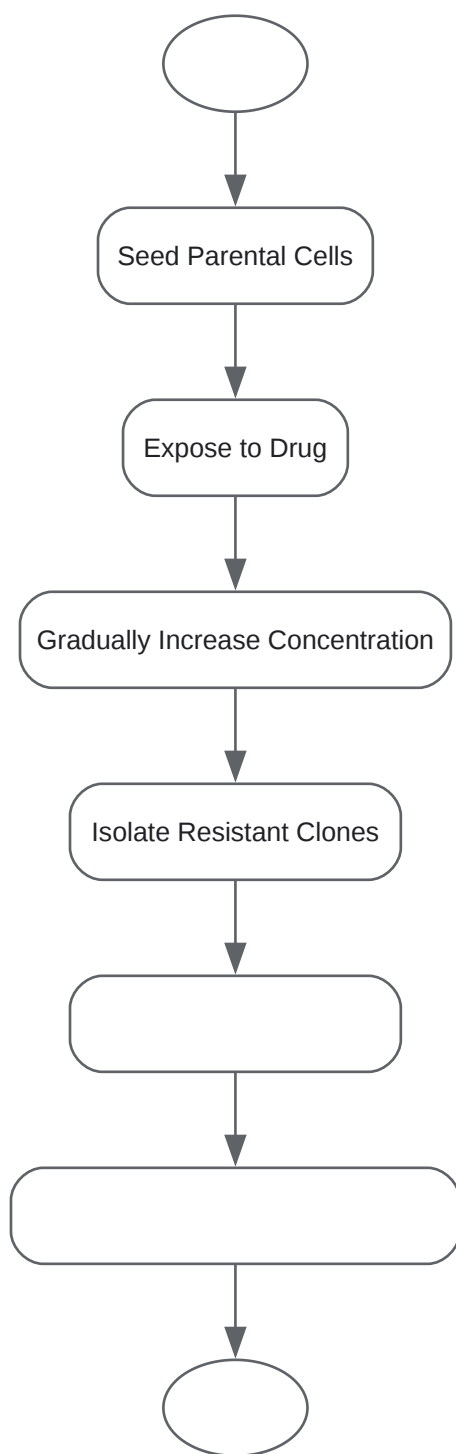 Seed Parental Cells
Expose to Drug
Gradually Increase Concentration
Isolate Resistant Clones